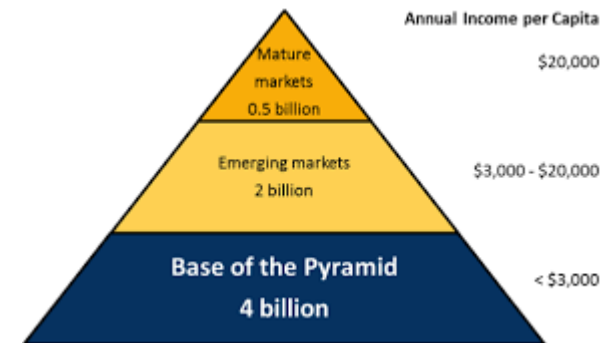 Annual Income per Capita
Mature
markets
0.5 billion
$20,000
Emerging markets
2 billion
$3,000 - $20,000
Base of the Pyramid
4 billion
< $3,000